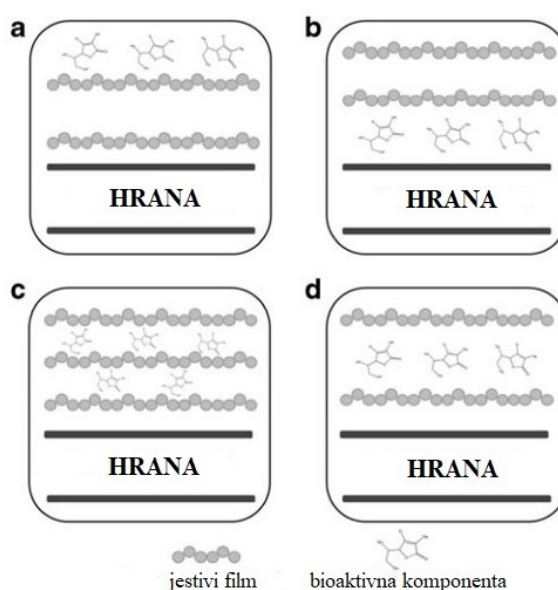 a
b
HRANA
HRANA
c
d
HRANA
HRANA
jestivi film
bioaktivna komponenta